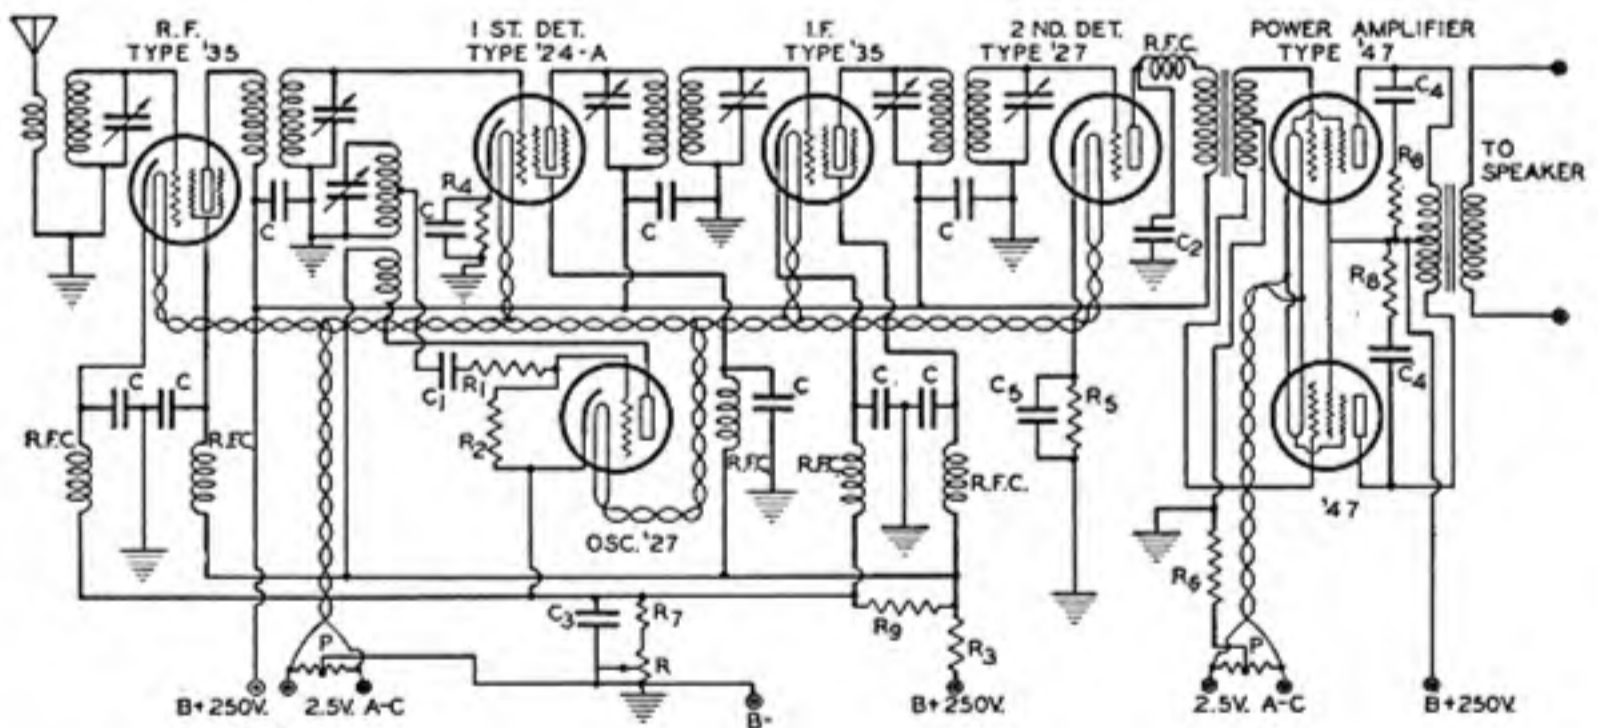 R.F.
TYPE '35
1 ST. DET.
TYPE '24-A
I.F.
TYPE '35
2 ND. DET.
TYPE '27
R.F.C.
POWER AMPLIFIER
TYPE '47
C4
R8
TO
SPEAKER
C
R4
C
C
C
C2
R8
C4
C
C
C1
R1
R2
C
C
C
C5
R5
R.F.C
R.F.C
R.F.C
R.F.C
R.F.C.
OSC. '27
'47
R6
C3
R7
R9
R3
P
R
P
B+250V.
2.5V. A-C
B-
B+250V.
2.5V. A-C
B+250V.